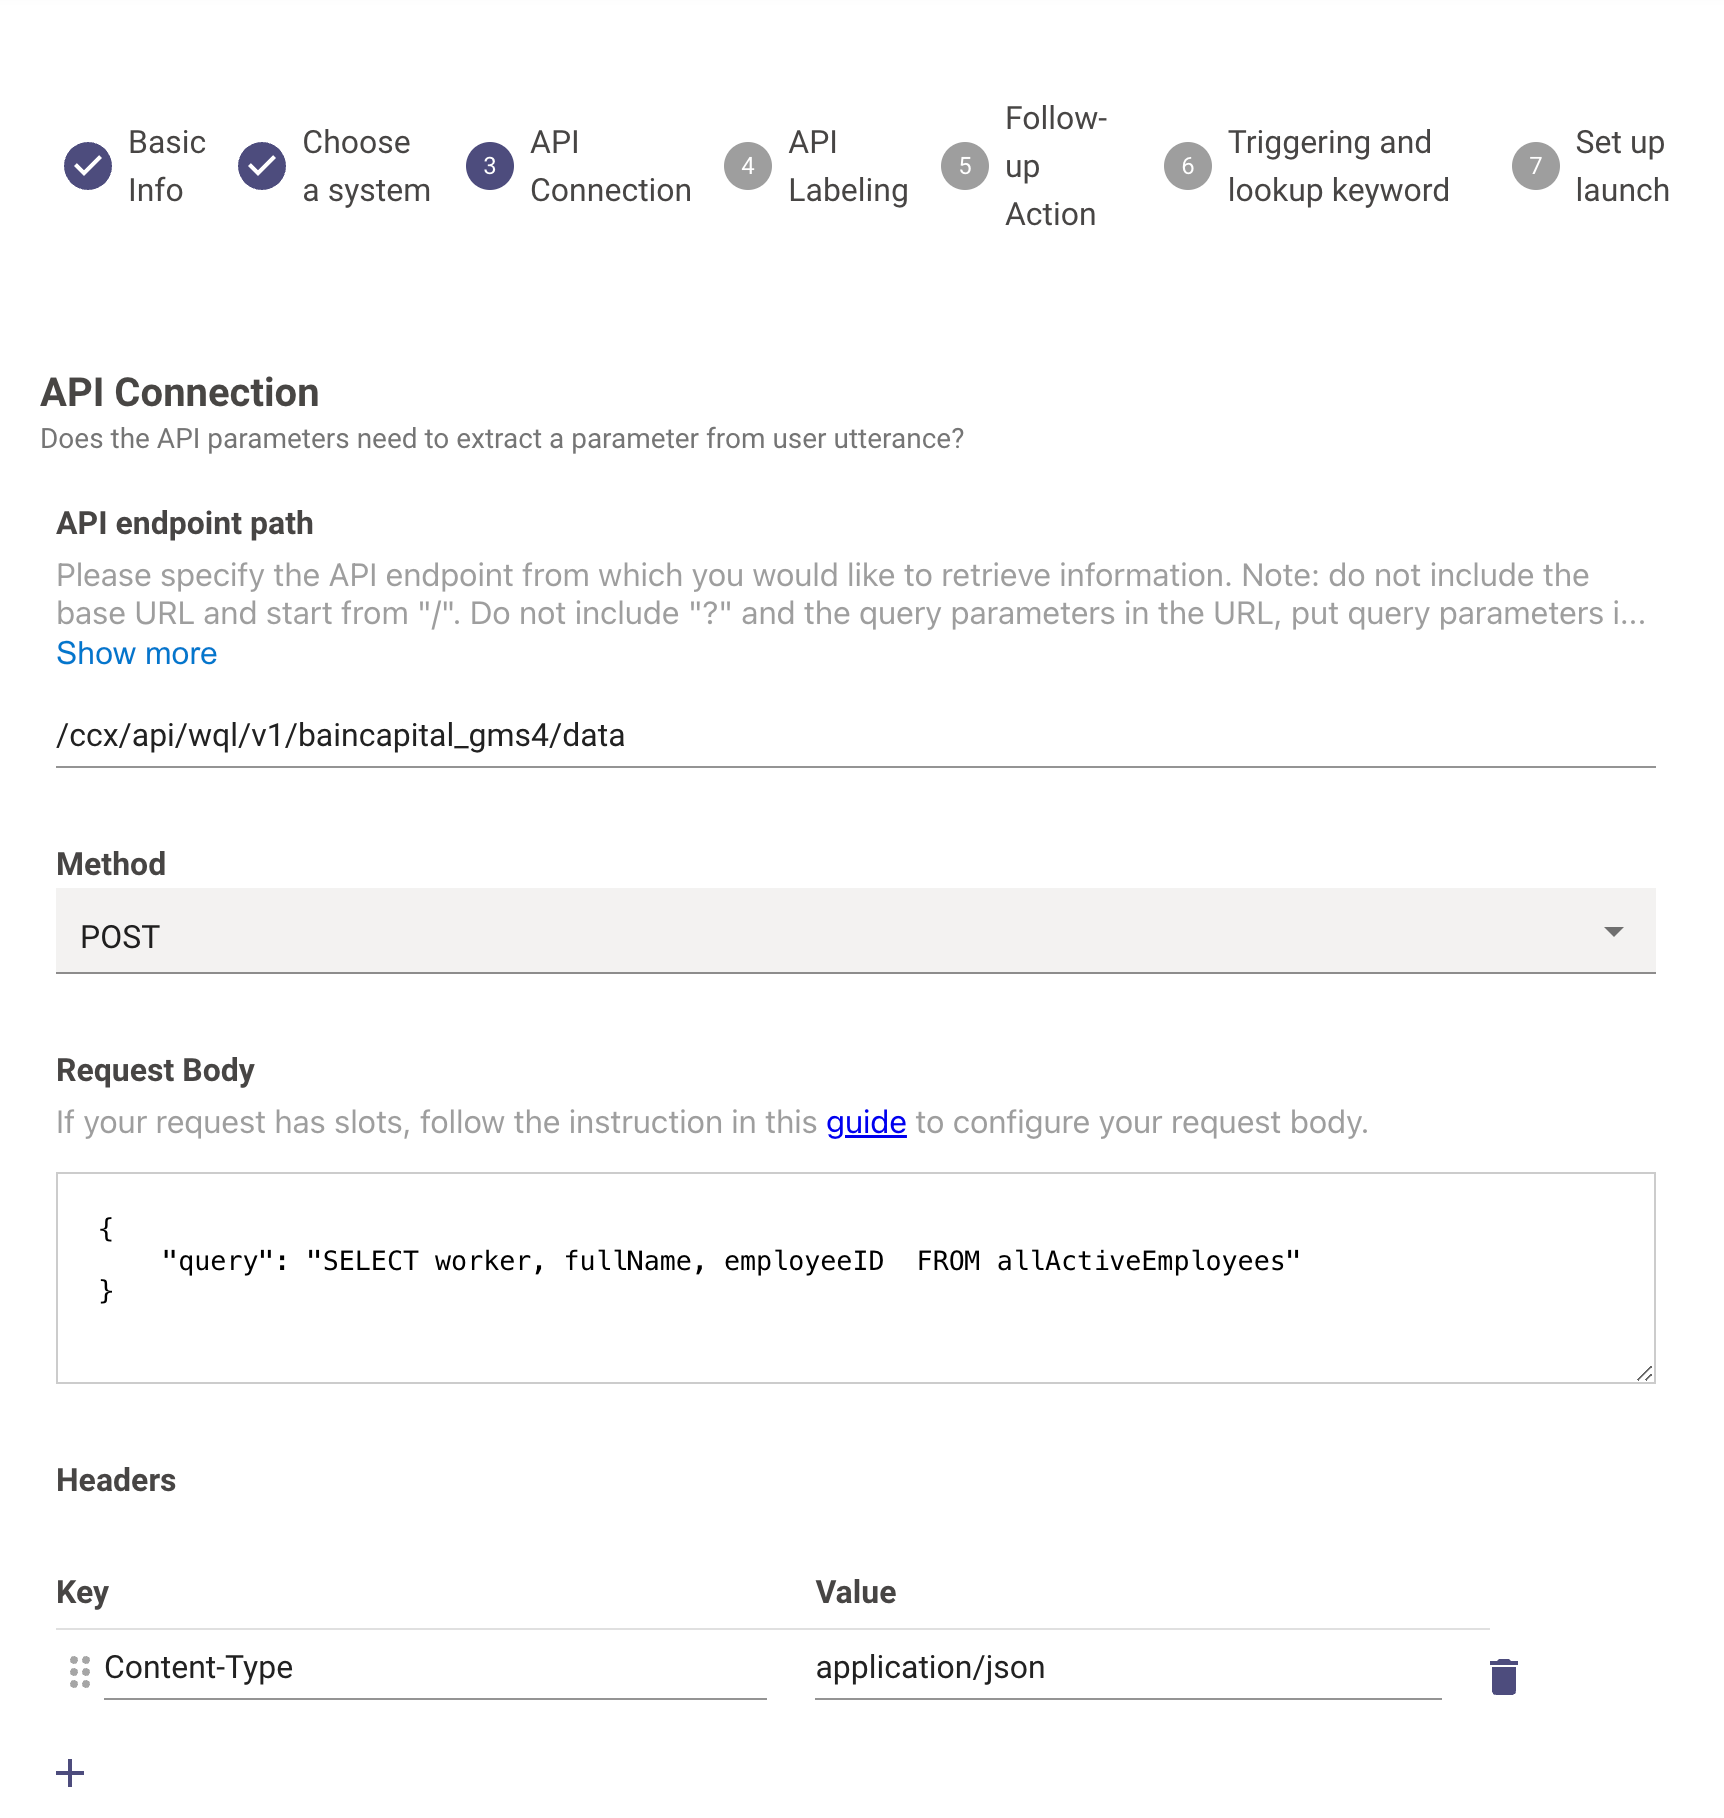 Basic Info
Choose a system
3 API Connection
4 API Labeling
5 Follow-up Action
6 Triggering and lookup keyword
7 Set up launch
API Connection
Does the API parameters need to extract a parameter from user utterance?
API endpoint path
Please specify the API endpoint from which you would like to retrieve information. Note: do not include the
base URL and start from "/". Do not include "?" and the query parameters in the URL, put query parameters i...
Show more
/ccx/api/wql/v1/baincapital_gms4/data
Method
POST
Request Body
If your request has slots, follow the instruction in this guide to configure your request body.
{
"query": "SELECT worker, fullName, employeeID  FROM allActiveEmployees"
}
Headers
Key Value
Content-Type application/json